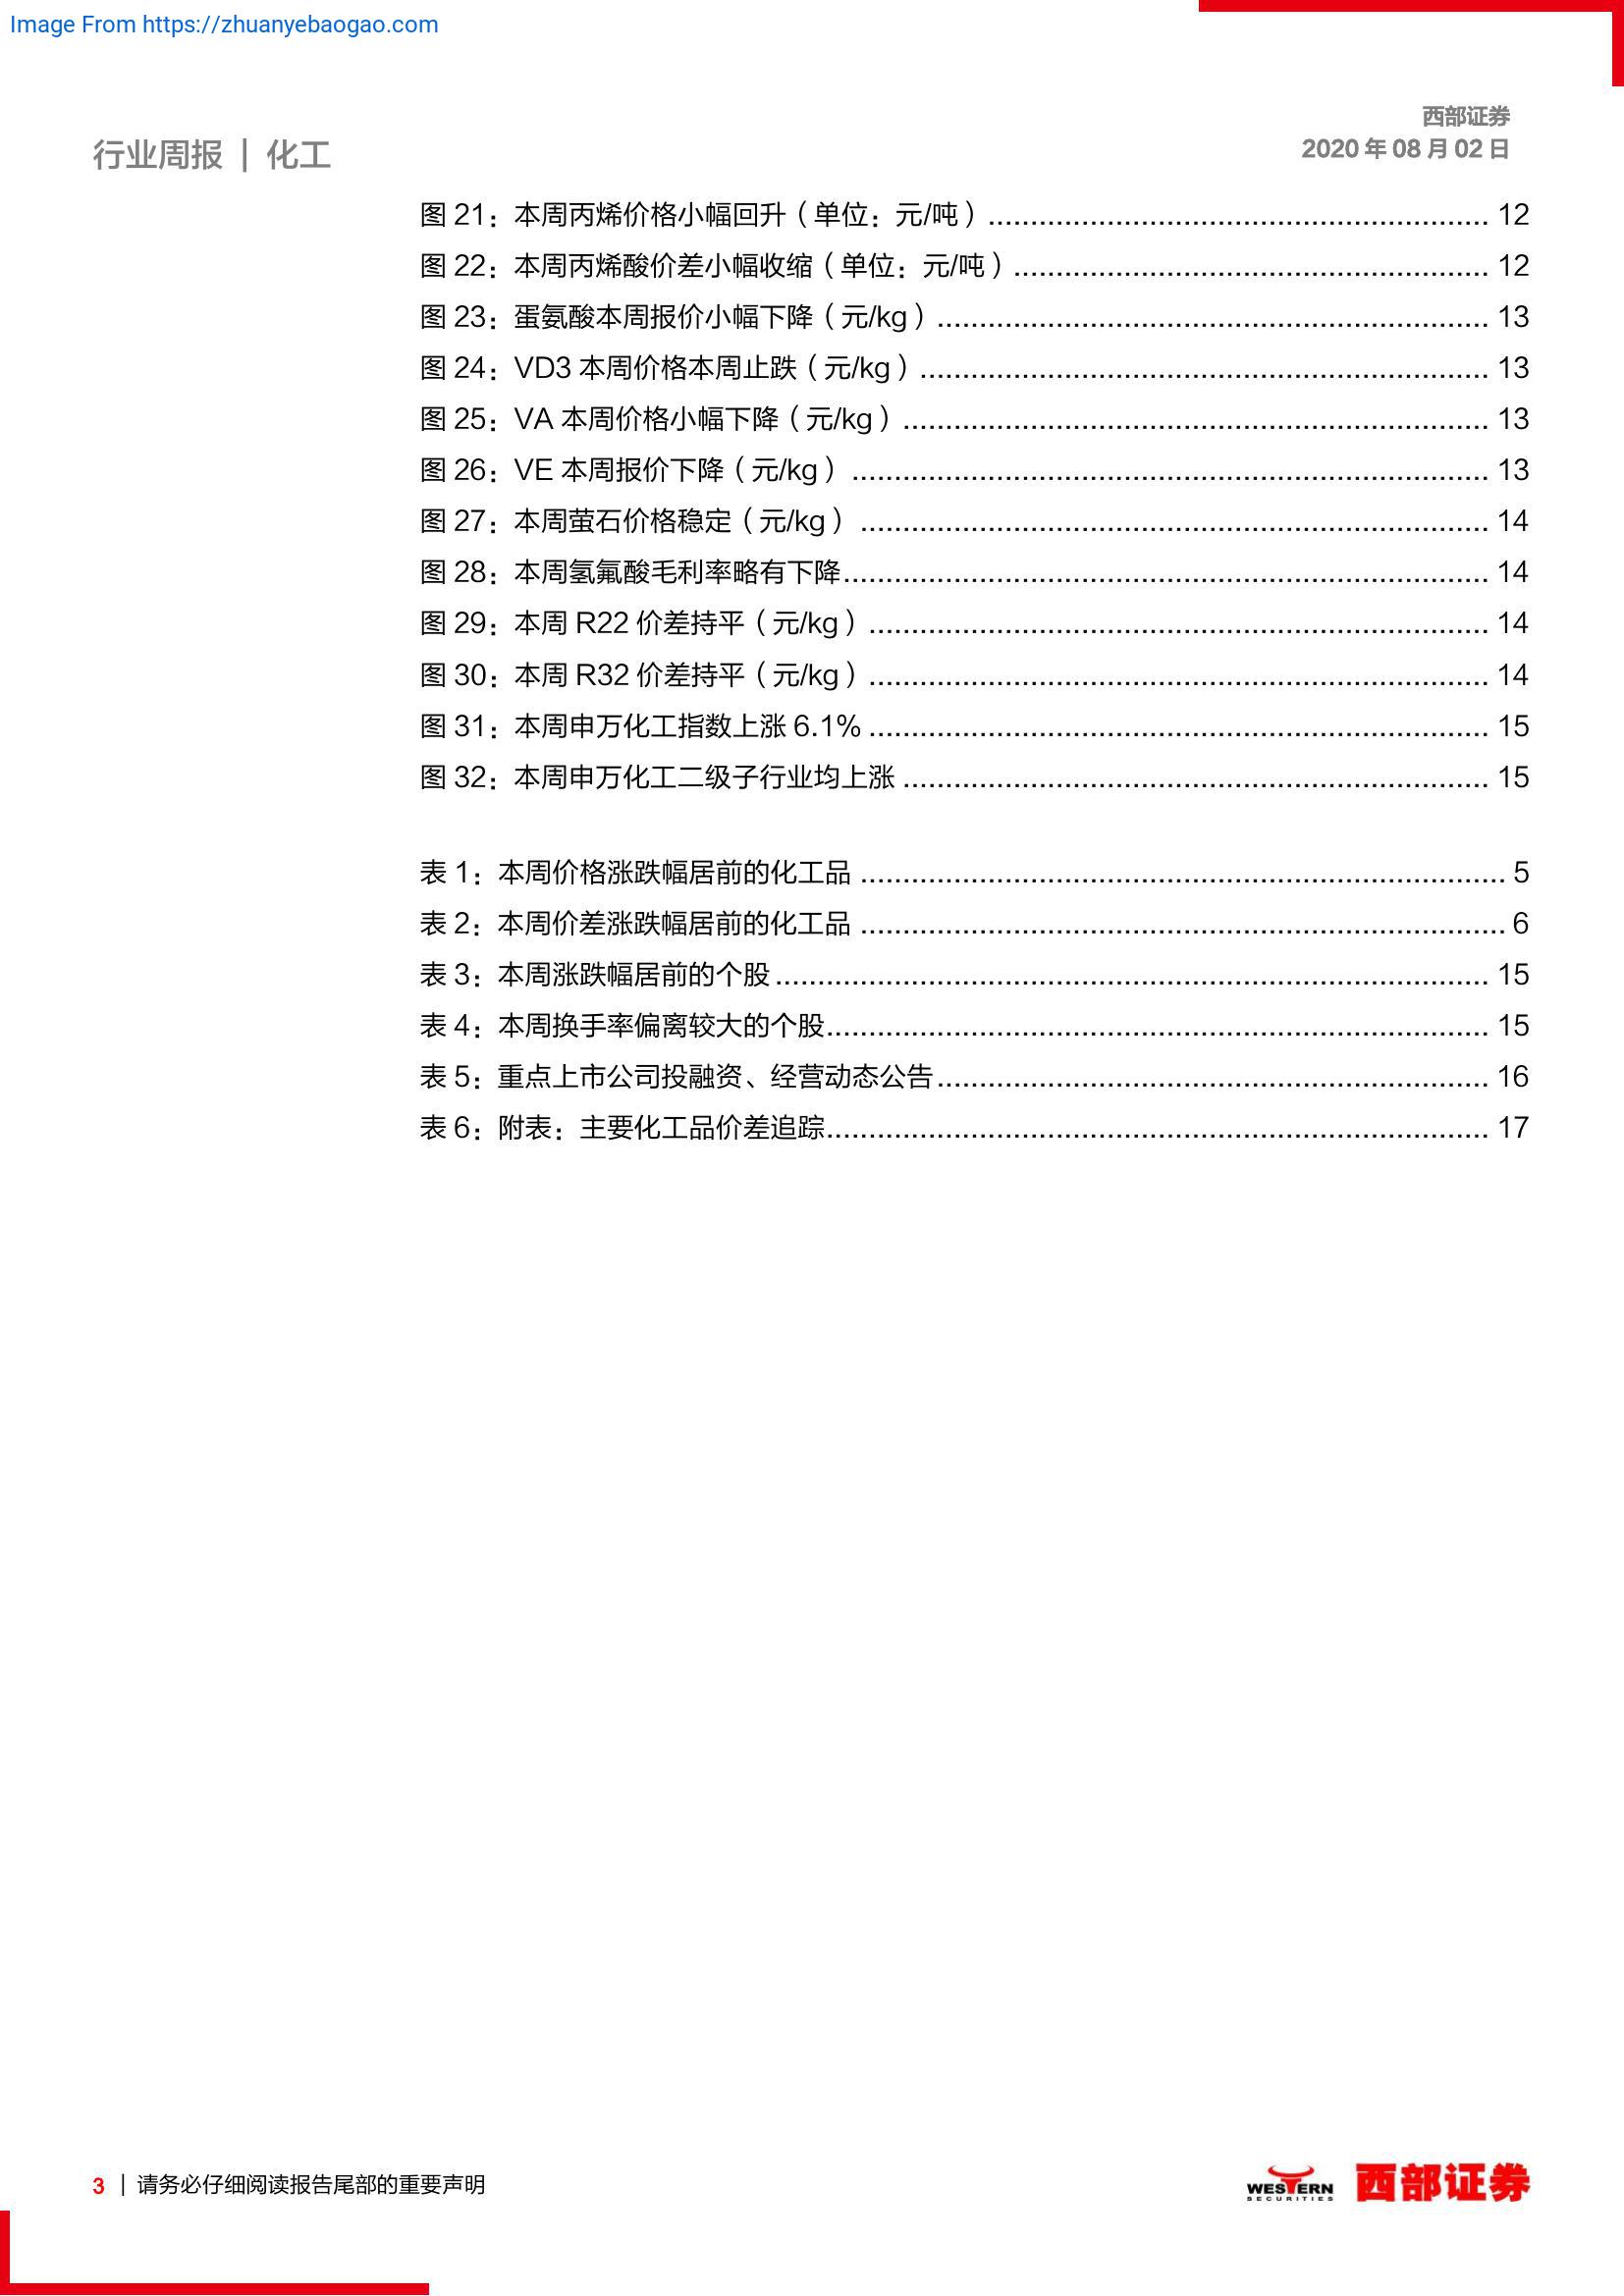 Image From https://zhuanyebaogao.com
西部证券
行业周报 | 化工
2020 年 08 月 02 日
图 21：本周丙烯价格小幅回升（单位：元/吨）........................................................... 12
图 22：本周丙烯酸价差小幅收缩（单位：元/吨）........................................................ 12
图 23：蛋氨酸本周报价小幅下降（元/kg）................................................................. 13
图 24：VD3 本周价格本周止跌（元/kg）................................................................... 13
图 25：VA 本周价格小幅下降（元/kg）..................................................................... 13
图 26：VE 本周报价下降（元/kg）........................................................................... 13
图 27：本周萤石价格稳定（元/kg）.......................................................................... 14
图 28：本周氢氟酸毛利率略有下降............................................................................ 14
图 29：本周 R22 价差持平（元/kg）......................................................................... 14
图 30：本周 R32 价差持平（元/kg）......................................................................... 14
图 31：本周申万化工指数上涨 6.1% ......................................................................... 15
图 32：本周申万化工二级子行业均上涨 ..................................................................... 15
表 1：本周价格涨跌幅居前的化工品 ............................................................................ 5
表 2：本周价差涨跌幅居前的化工品 ............................................................................ 6
表 3：本周涨跌幅居前的个股.................................................................................... 15
表 4：本周换手率偏离较大的个股.............................................................................. 15
表 5：重点上市公司投融资、经营动态公告................................................................. 16
表 6：附表：主要化工品价差追踪.............................................................................. 17
3 | 请务必仔细阅读报告尾部的重要声明
WESTERN
SECURITIES
西部证券